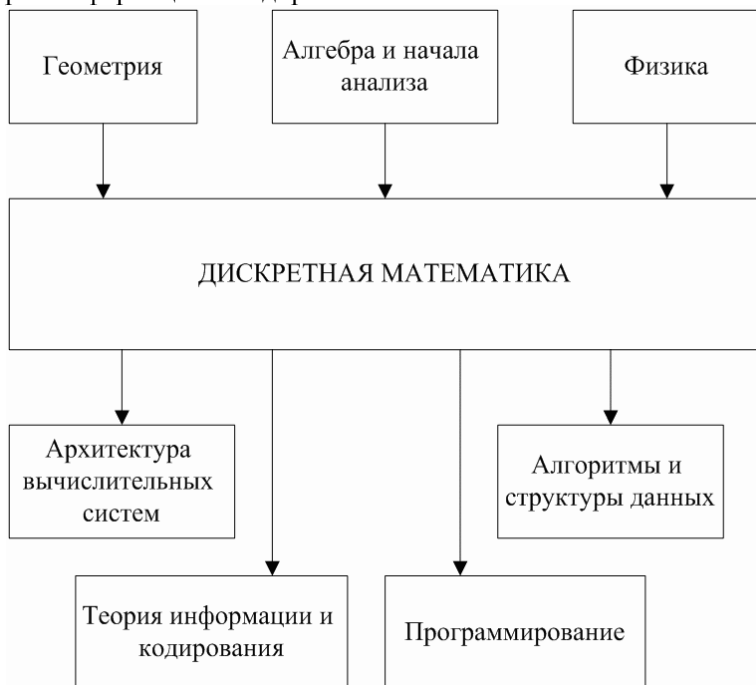 Геометрия
Алгебра и начала
анализа
Физика
ДИСКРЕТНАЯ МАТЕМАТИКА
Архитектура
вычислительных
систем
Алгоритмы и
структуры данных
Теория информации и
кодирования
Программирование